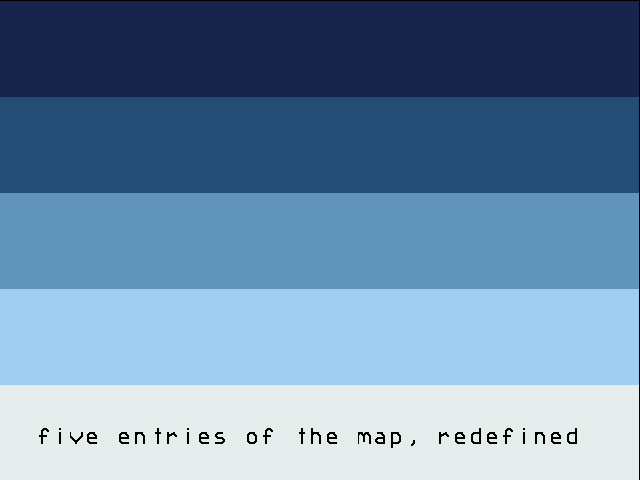 five entries of the map, redefined